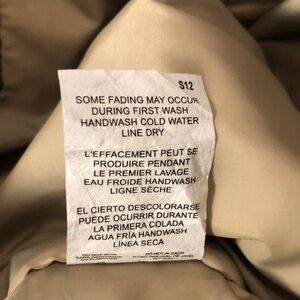 S12
SOME FADING MAY OCCUR
DURING FIRST WASH
HANDWASH COLD WATER
LINE DRY
L'EFFACEMENT PEUT SE
PRODUIRE PENDANT
LE PREMIER LAVAGE
EAU FROIDE HANDWASH
LIGNE SÈCHE
EL CIERTO DESCOLORARSE
PUEDE OCURRIR DURANTE
LA PRIMERA COLADA
AGUA FRÍA HANDWASH
LÍNEA SECA